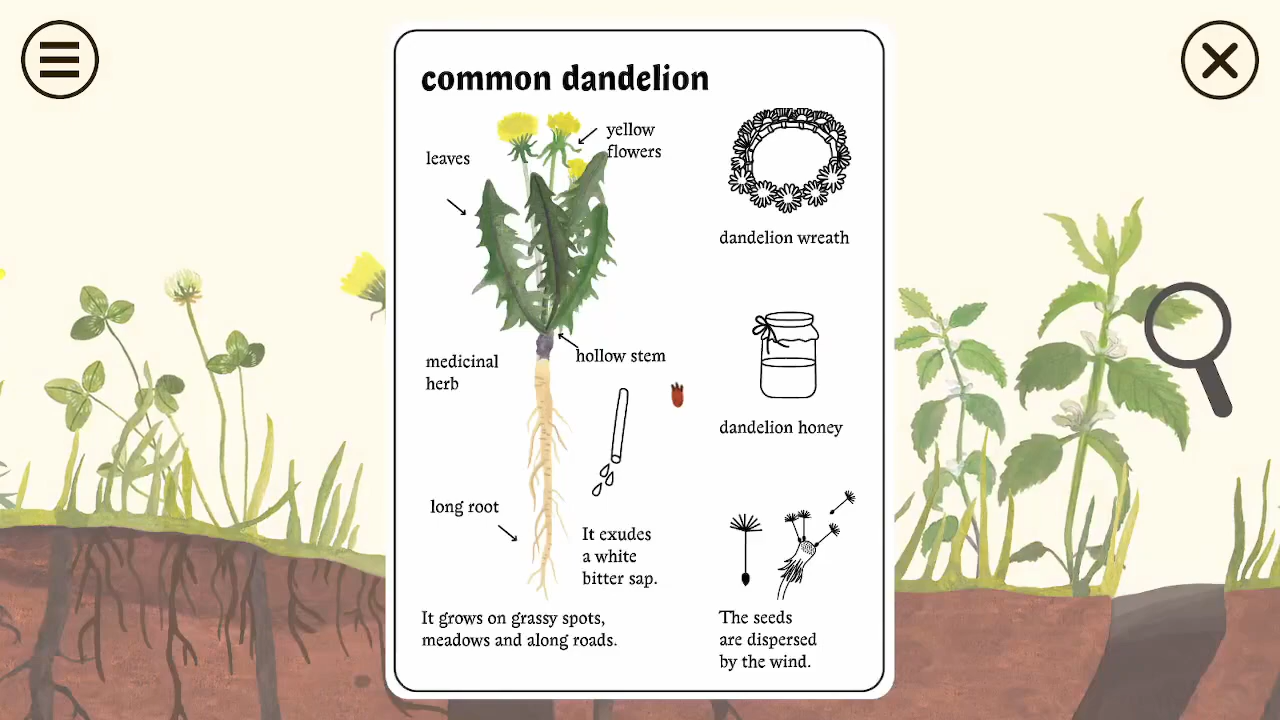 common dandelion
yellow
flowers
leaves
dandelion wreath
hollow stem
medicinal
herb
dandelion honey
long root
It exudes
a white
bitter sap.
It grows on grassy spots,
meadows and along roads.
The seeds
are dispersed
by the wind.